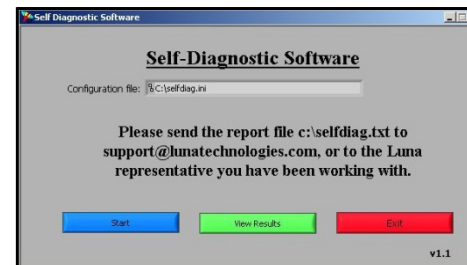 Self Diagnostic Software
Self-Diagnostic Software
Configuration file: C:\selfdiag.ini
Please send the report file c:\selfdiag.txt to
support@lunatechnologies.com, or to the Luna
representative you have been working with.
Start View Results Exit
v1.1